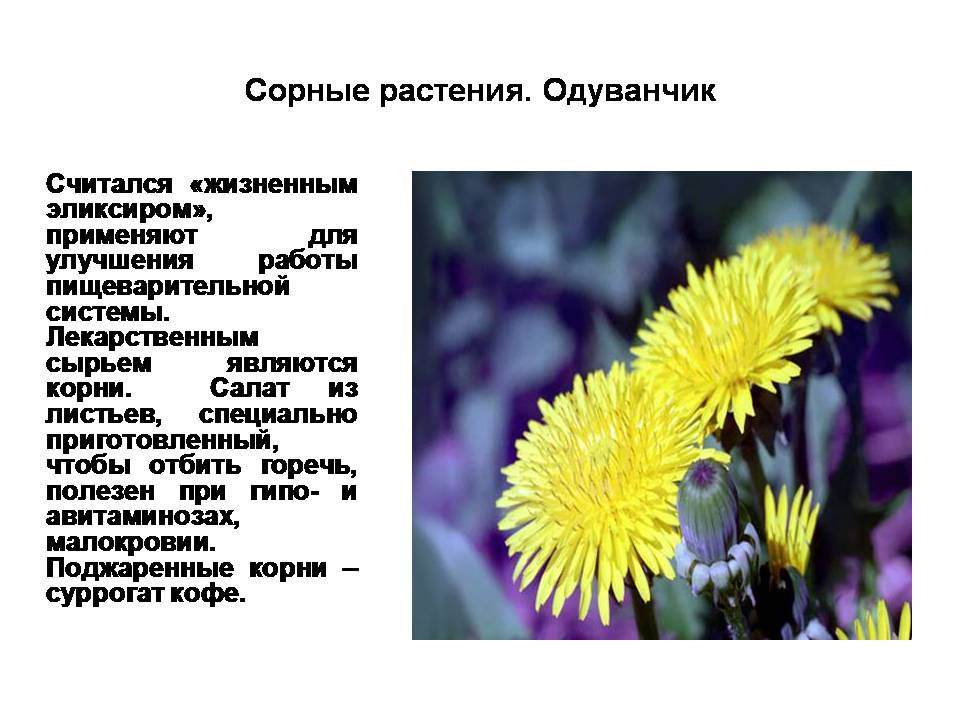 Сорные растения. Одуванчик
Считался «жизненным
эликсиром»,
применяют для
улучшения работы
пищеварительной
системы.
Лекарственным
сырьем являются
корни. Салат из
листьев, специально
приготовленный,
чтобы отбить горечь,
полезен при гипо- и
авитаминозах,
малокровии.
Поджаренные корни –
суррогат кофе.